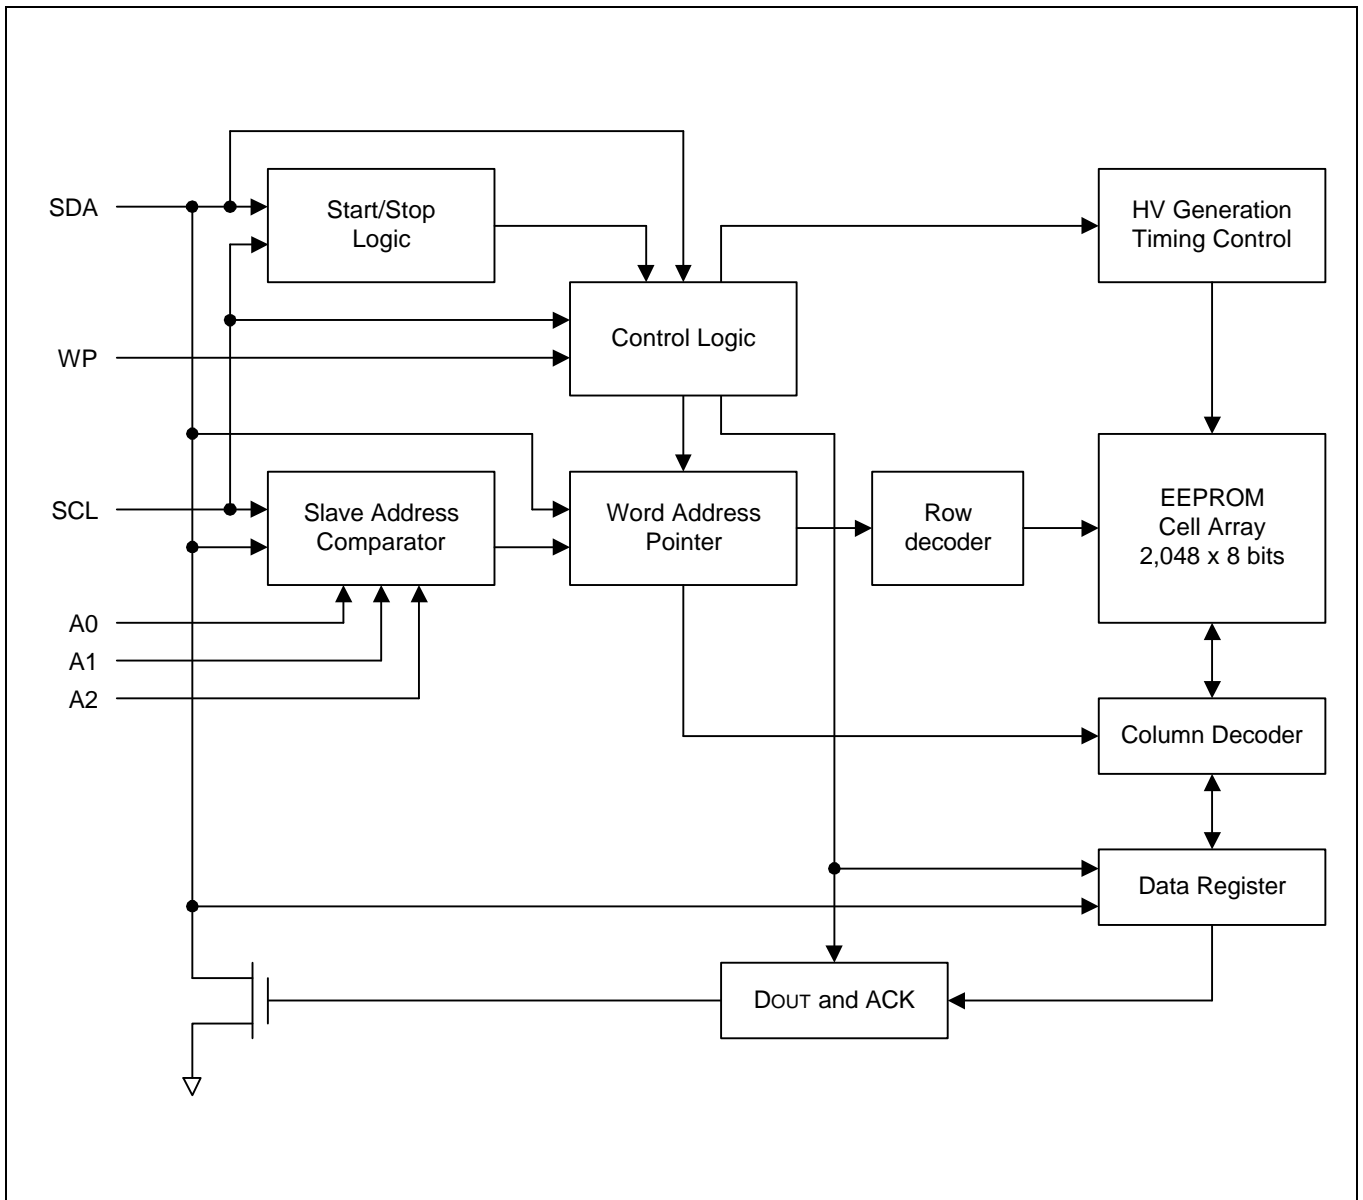 SDA
Start/Stop
Logic
HV Generation
Timing Control
Control Logic
WP
SCL
Slave Address
Comparator
Word Address
Pointer
Row
decoder
EEPROM
Cell Array
2,048 x 8 bits
A0
A1
A2
Column Decoder
Data Register
DOUT and ACK